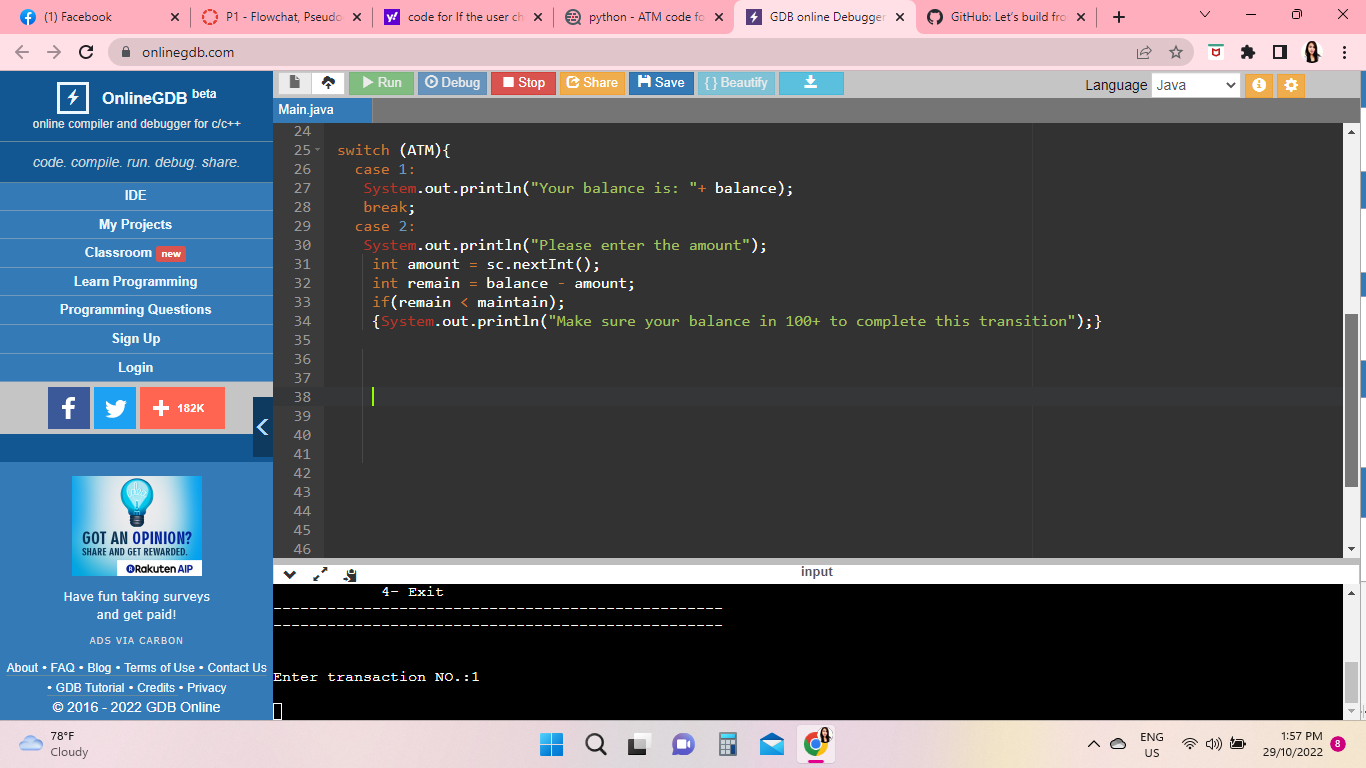 (1) Facebook
P1 - Flowchat, Pseudo
code for If the user ch
python - ATM code fo
GDB online Debugger
GitHub: Let's build fro
onlinegdb.com
OnlineGDB beta
online compiler and debugger for c/c++
code. compile. run. debug. share.
IDE
My Projects
Classroom new
Learn Programming
Programming Questions
Sign Up
Login
182K
GOT AN OPINION?
SHARE AND GET REWARDED.
Rakuten AIP
Have fun taking surveys
and get paid!
ADS VIA CARBON
About • FAQ • Blog • Terms of Use • Contact Us
• GDB Tutorial • Credits • Privacy
© 2016 - 2022 GDB Online
Run Debug Stop Share Save { } Beautify Language Java
Main.java
24
25 switch (ATM){
26 case 1:
27 System.out.println("Your balance is: "+ balance);
28 break;
29 case 2:
30 System.out.println("Please enter the amount");
31 int amount = sc.nextInt();
32 int remain = balance - amount;
33 if(remain < maintain);
34 {System.out.println("Make sure your balance in 100+ to complete this transition");}
35
36
37
38
39
40
41
42
43
44
45
46
input
4- Exit
--------------------------------------------------
--------------------------------------------------
Enter transaction NO.:1
78°F
Cloudy
ENG
US
1:57 PM
29/10/2022
8